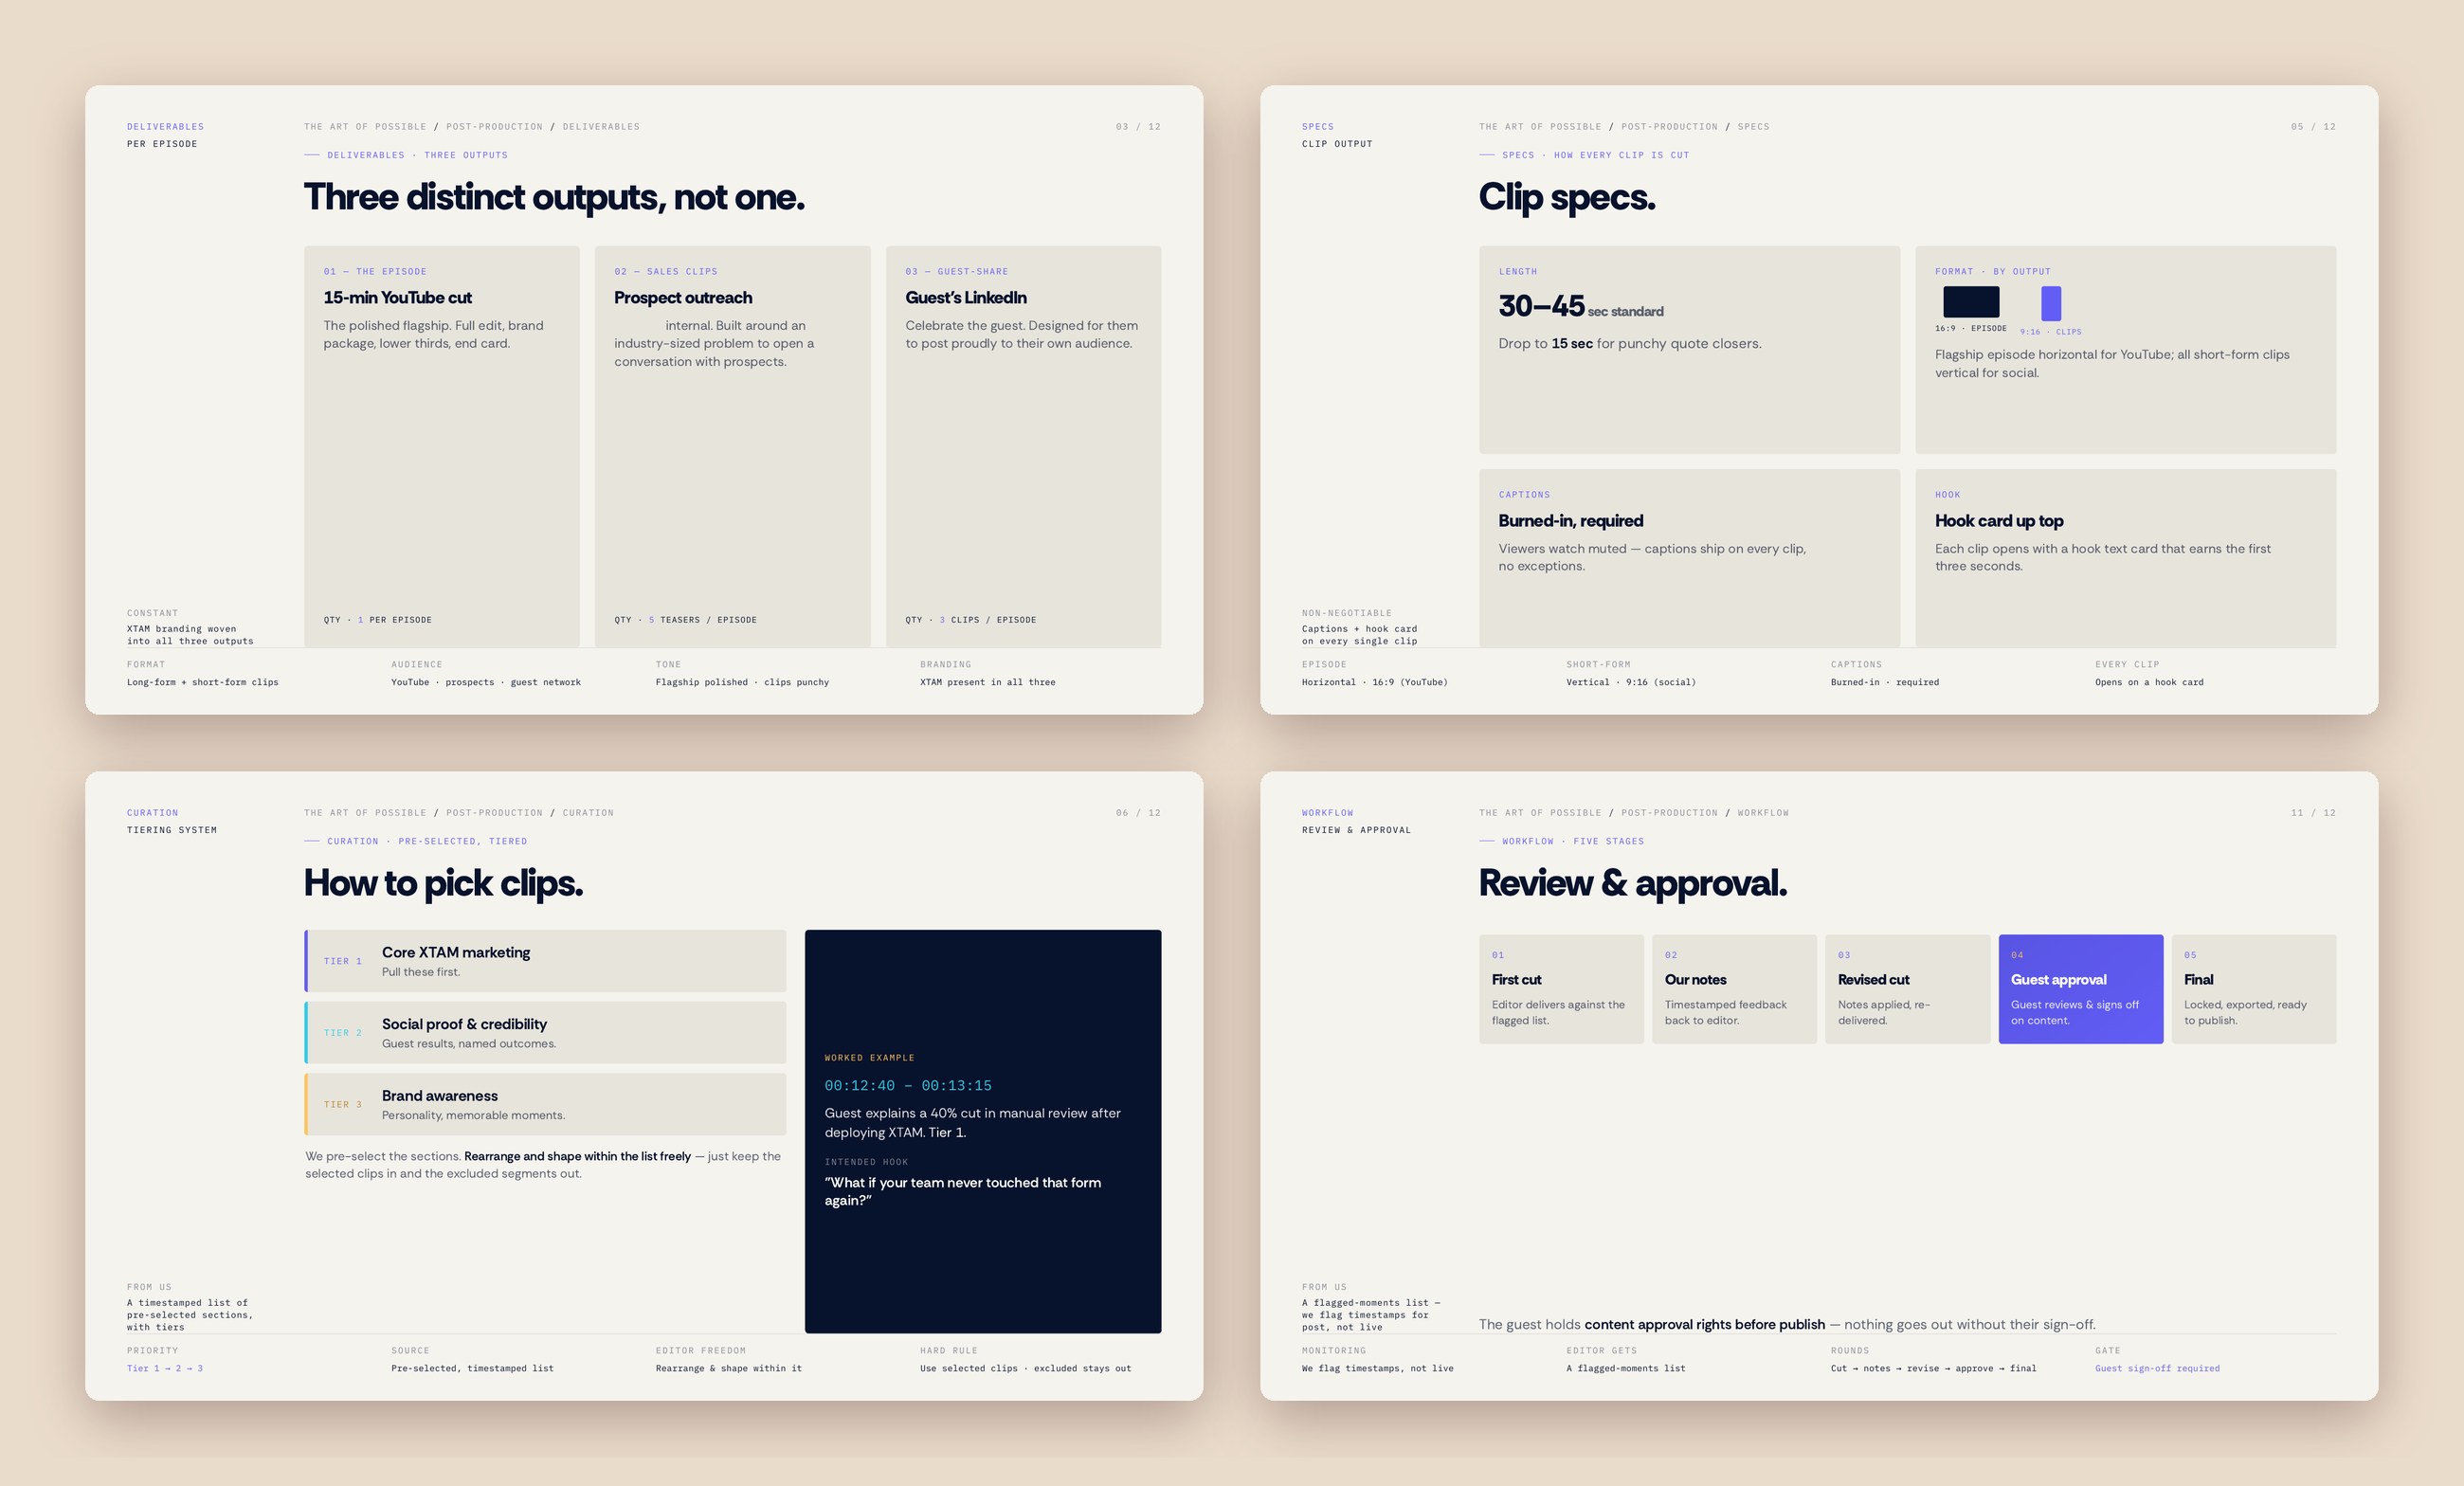 DELIVERABLES
PER EPISODE
THE ART OF POSSIBLE / POST-PRODUCTION / DELIVERABLES
03 / 12
DELIVERABLES · THREE OUTPUTS
Three distinct outputs, not one.
01 — THE EPISODE
15-min YouTube cut
The polished flagship. Full edit, brand
package, lower thirds, end card.
QTY · 1 PER EPISODE
02 — SALES CLIPS
Prospect outreach
internal. Built around an
industry-sized problem to open a
conversation with prospects.
QTY · 5 TEASERS / EPISODE
03 — GUEST-SHARE
Guest's LinkedIn
Celebrate the guest. Designed for them
to post proudly to their own audience.
QTY · 3 CLIPS / EPISODE
CONSTANT
XTAM branding woven
into all three outputs
FORMAT
Long-form + short-form clips
AUDIENCE
YouTube · prospects · guest network
TONE
Flagship polished · clips punchy
BRANDING
XTAM present in all three
SPECS
CLIP OUTPUT
THE ART OF POSSIBLE / POST-PRODUCTION / SPECS
05 / 12
SPECS · HOW EVERY CLIP IS CUT
Clip specs.
LENGTH
30–45 sec standard
Drop to 15 sec for punchy quote closers.
FORMAT · BY OUTPUT
16:9 · EPISODE
9:16 · CLIPS
Flagship episode horizontal for YouTube; all short-form clips
vertical for social.
CAPTIONS
Burned-in, required
Viewers watch muted — captions ship on every clip,
no exceptions.
HOOK
Hook card up top
Each clip opens with a hook text card that earns the first
three seconds.
NON-NEGOTIABLE
Captions + hook card
on every single clip
EPISODE
Horizontal · 16:9 (YouTube)
SHORT-FORM
Vertical · 9:16 (social)
CAPTIONS
Burned-in · required
EVERY CLIP
Opens on a hook card
CURATION
TIERING SYSTEM
THE ART OF POSSIBLE / POST-PRODUCTION / CURATION
06 / 12
CURATION · PRE-SELECTED, TIERED
How to pick clips.
TIER 1
Core XTAM marketing
Pull these first.
TIER 2
Social proof & credibility
Guest results, named outcomes.
TIER 3
Brand awareness
Personality, memorable moments.
We pre-select the sections. Rearrange and shape within the list freely — just keep the
selected clips in and the excluded segments out.
WORKED EXAMPLE
00:12:40 – 00:13:15
Guest explains a 40% cut in manual review after
deploying XTAM. Tier 1.
INTENDED HOOK
"What if your team never touched that form
again?"
FROM US
A timestamped list of
pre-selected sections,
with tiers
PRIORITY
Tier 1 → 2 → 3
SOURCE
Pre-selected, timestamped list
EDITOR FREEDOM
Rearrange & shape within it
HARD RULE
Use selected clips · excluded stays out
WORKFLOW
REVIEW & APPROVAL
THE ART OF POSSIBLE / POST-PRODUCTION / WORKFLOW
11 / 12
WORKFLOW · FIVE STAGES
Review & approval.
01
First cut
Editor delivers against the
flagged list.
02
Our notes
Timestamped feedback
back to editor.
03
Revised cut
Notes applied, re-
delivered.
04
Guest approval
Guest reviews & signs off
on content.
05
Final
Locked, exported, ready
to publish.
FROM US
A flagged-moments list —
we flag timestamps for
post, not live
The guest holds content approval rights before publish — nothing goes out without their sign-off.
MONITORING
We flag timestamps, not live
EDITOR GETS
A flagged-moments list
ROUNDS
Cut → notes → revise → approve → final
GATE
Guest sign-off required